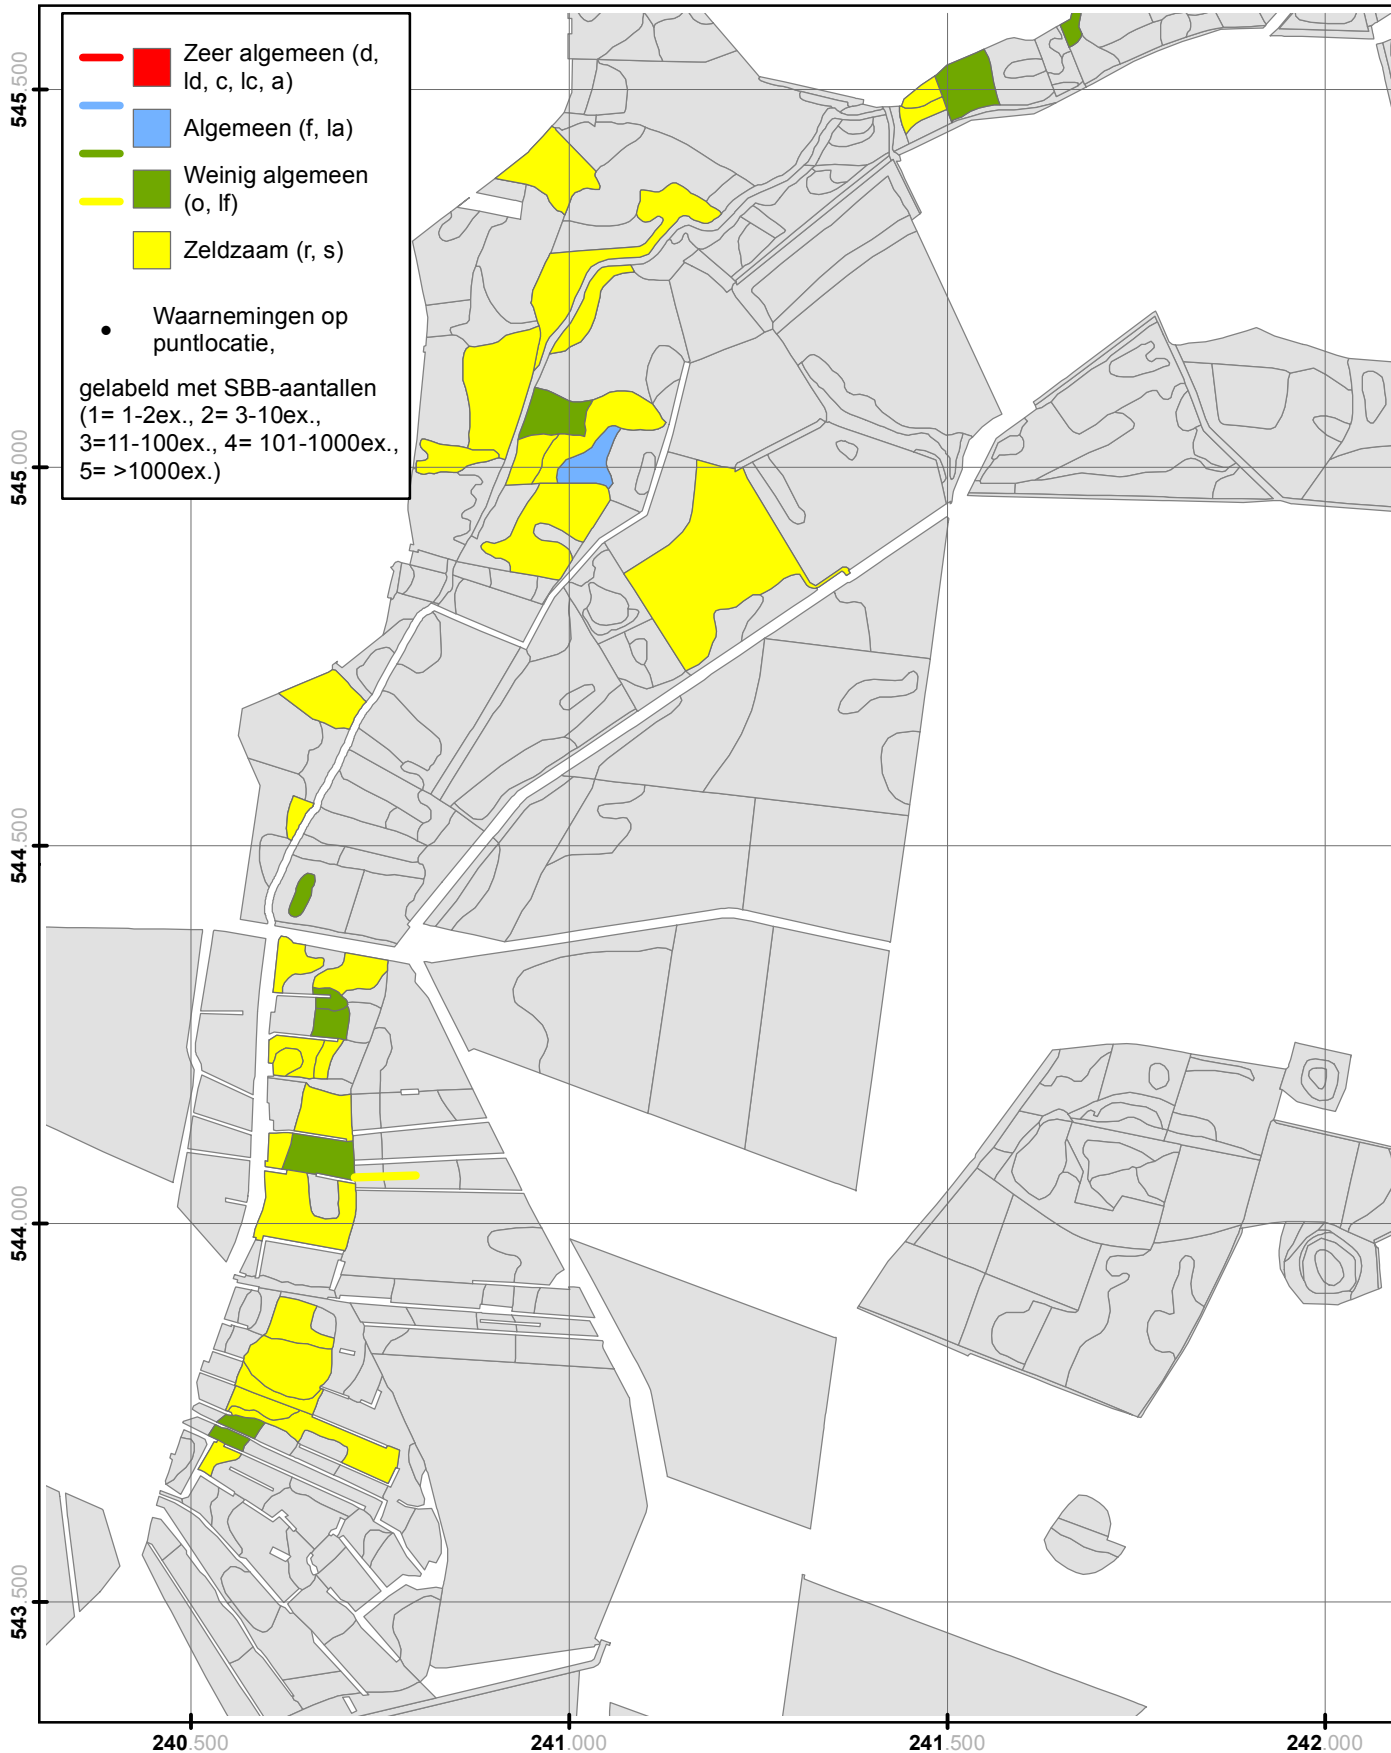 Zeer algemeen (d,
ld, c, lc, a)
Algemeen (f, la)
Weinig algemeen
(o, lf)
Zeldzaam (r, s)
Waarnemingen op
puntlocatie,
gelabeld met SBB-aantallen
(1= 1-2ex., 2= 3-10ex.,
3=11-100ex., 4= 101-1000ex.,
5= >1000ex.)
545.500
545.000
544.500
544.000
543.500
240.500
241.000
241.500
242.000